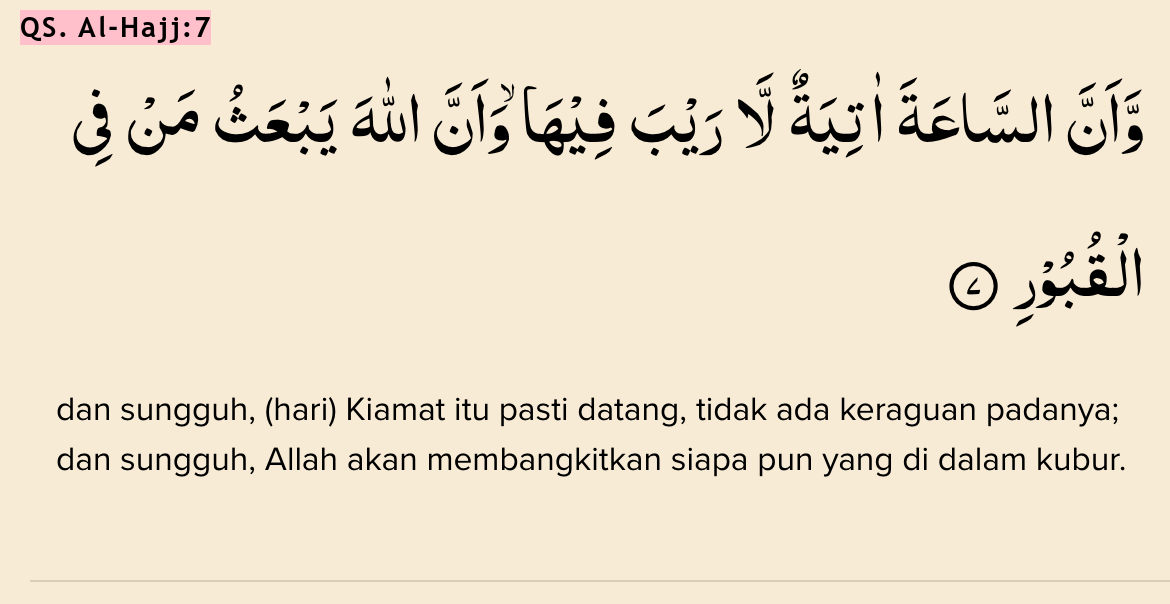 QS. Al-Hajj:7
وَّاَنَّ السَّاعَةَ اٰتِيَةٌ لَّا رَيْبَ فِيْهَاۙ وَاَنَّ اللّٰهَ يَبْعَثُ مَنْ فِى
الْقُبُوْرِ ٧
dan sungguh, (hari) Kiamat itu pasti datang, tidak ada keraguan padanya;
dan sungguh, Allah akan membangkitkan siapa pun yang di dalam kubur.